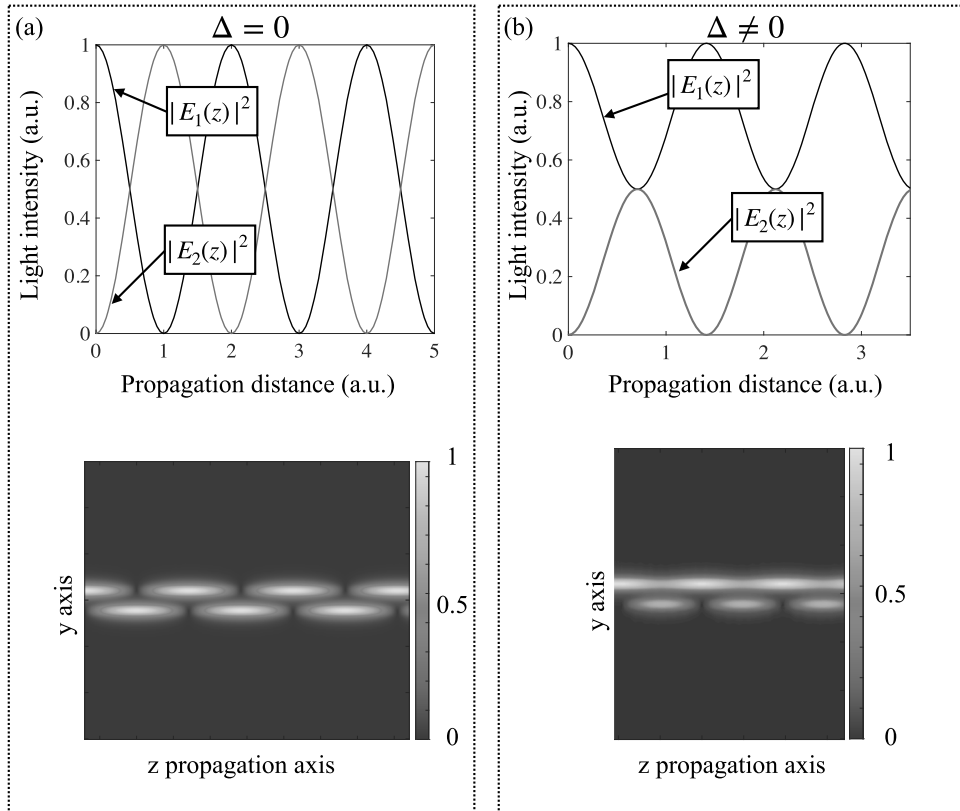 (a)
Δ = 0
1
0.8
0.6
0.4
0.2
0
Light intensity (a.u.)
|E₁(z)|²
|E₂(z)|²
0 1 2 3 4 5
Propagation distance (a.u.)
y axis
1
0.5
0
z propagation axis
(b)
Δ ≠ 0
1
0.8
0.6
0.4
0.2
0
Light intensity (a.u.)
|E₁(z)|²
|E₂(z)|²
0 1 2 3
Propagation distance (a.u.)
y axis
1
0.5
0
z propagation axis